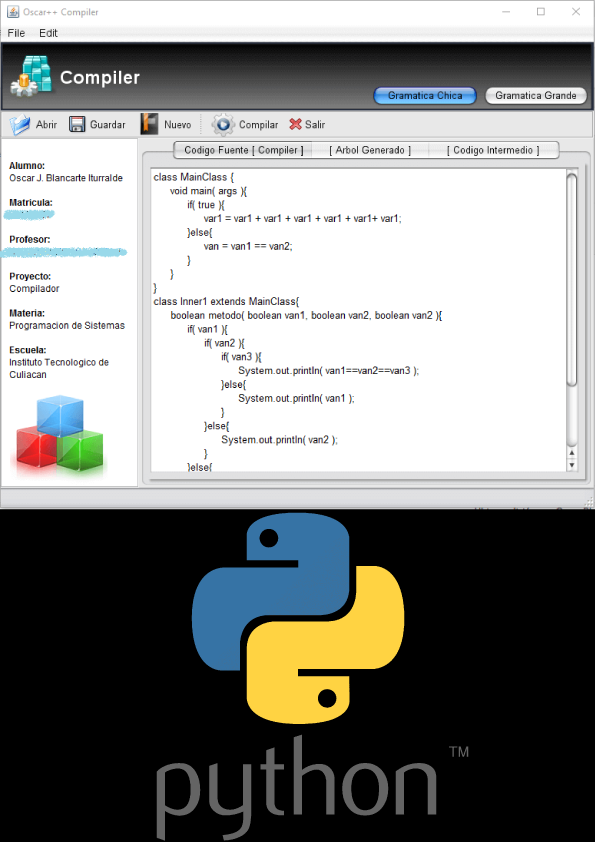 Oscar++ Compiler
File Edit
Compiler
Gramatica Chica Gramatica Grande
Abrir Guardar Nuevo Compilar Salir
Alumno:
Oscar J. Blancarte Iturralde
Matricula:
Profesor:
Proyecto:
Compilador
Materia:
Programacion de Sistemas
Escuela:
Instituto Tecnologico de
Culiacan
Codigo Fuente [ Compiler ] [ Arbol Generado ] [ Codigo Intermedio ]
class MainClass {
void main( args ){
if( true ){
var1 = var1 + var1 + var1 + var1 + var1+ var1;
}else{
van = van1 == van2;
}
}
}
class Inner1 extends MainClass{
boolean metodo( boolean van1, boolean van2, boolean van2 ){
if( van1 ){
if( van2 ){
if( van3 ){
System.out.println( van1==van2==van3 );
}else{
System.out.println( van1 );
}
}else{
System.out.println( van2 );
}
}else{
python TM